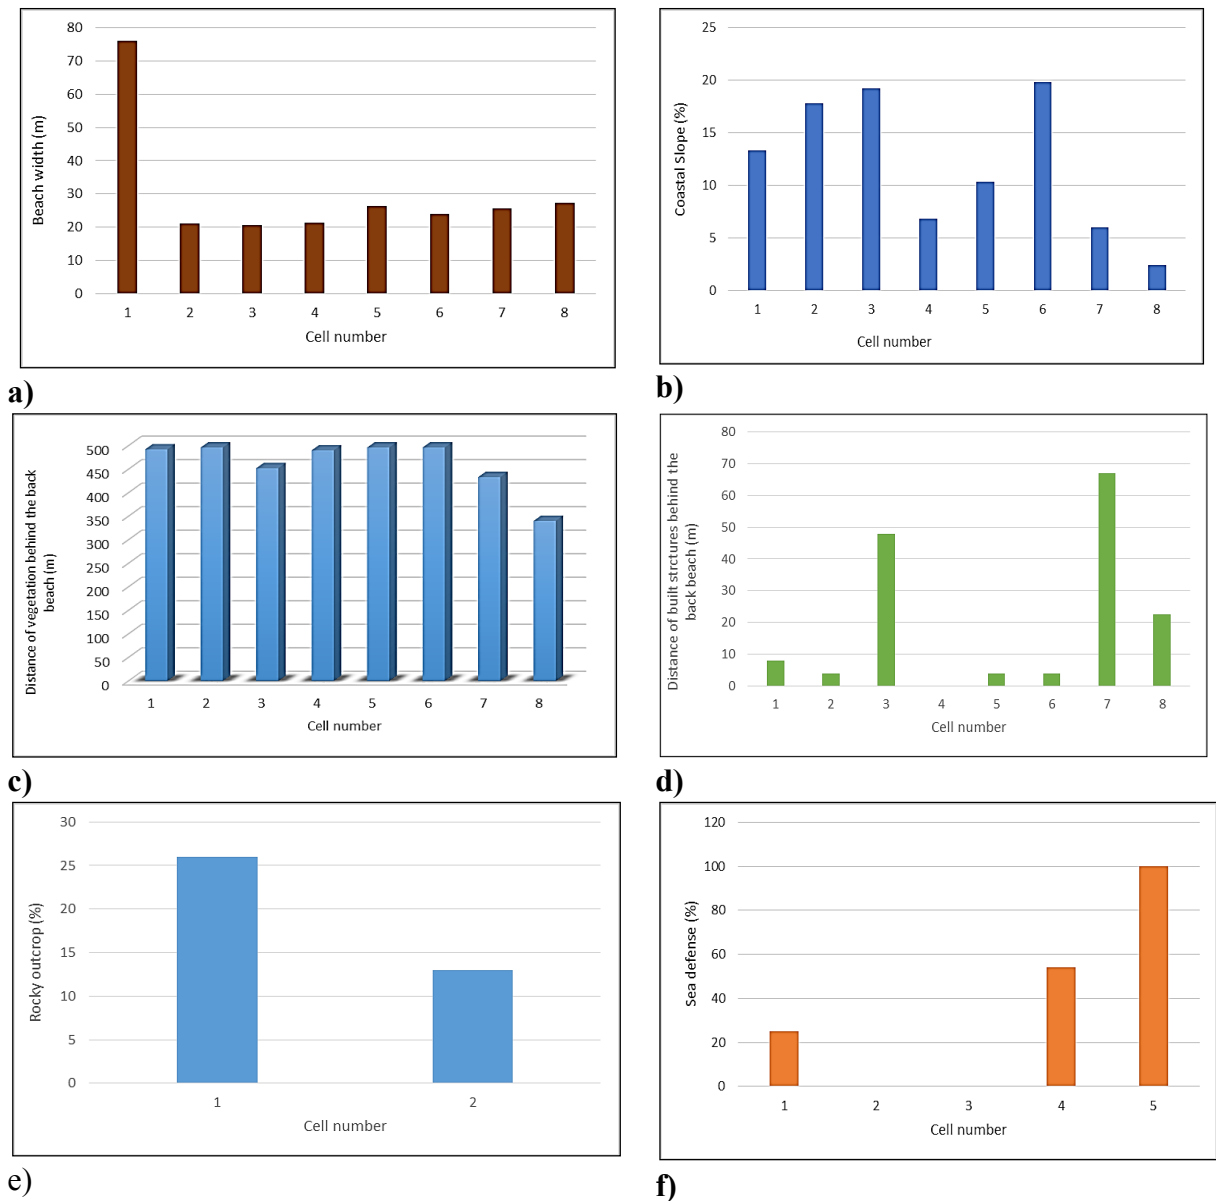 80
70
60
50
40
30
20
10
0
Beach width (m)
1 2 3 4 5 6 7 8
Cell number
a)
25
20
15
10
5
0
Coastal Slope (%)
1 2 3 4 5 6 7 8
Cell number
b)
500
450
400
350
300
250
200
150
100
50
0
Distance of vegetation behind the back
beach (m)
1 2 3 4 5 6 7 8
Cell number
c)
80
70
60
50
40
30
20
10
0
Distance of built strctures behind the
back beach (m)
1 2 3 4 5 6 7 8
Cell number
d)
30
25
20
15
10
5
0
Rocky outcrop (%)
1 2
Cell number
e)
120
100
80
60
40
20
0
Sea defense (%)
1 2 3 4 5
Cell number
f)